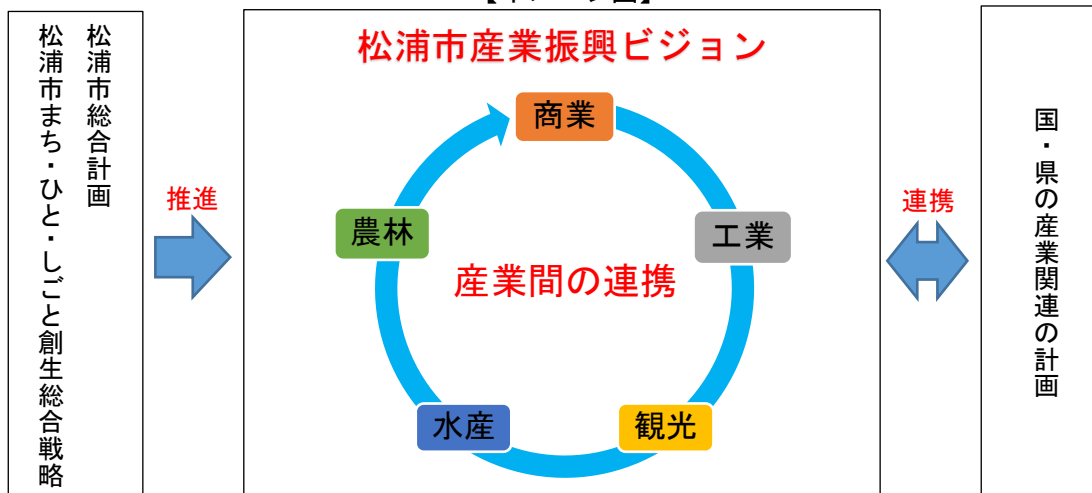 松浦市総合計画
松浦市まち・ひと・しごと創生総合戦略
推進
松浦市産業振興ビジョン
商業
農林
工業
産業間の連携
水産
観光
連携
国・県の産業関連の計画